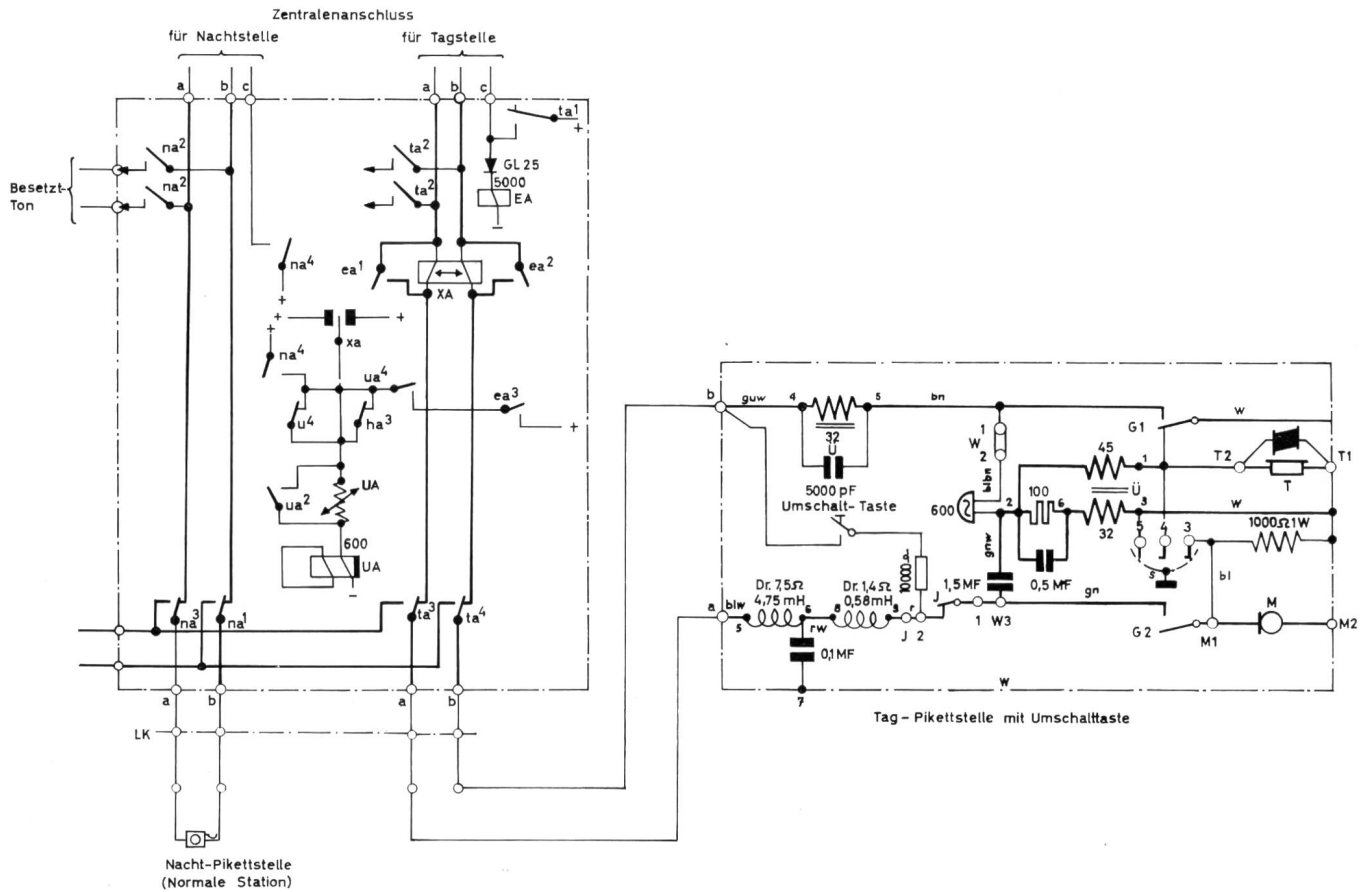 Zentralenanschluss
für Nachtstelle
für Tagstelle
a
b
c
a
b
c
ta1
+
na2
ta2
GL 25
5000
EA
Besetzt-
Ton
na2
ta2
na4
+
ea1
XA
ea2
+
+
+
xa
na4
ua4
ea3
+
u4
ha3
ua2
UA
600
UA
na3
na1
ta3
ta4
a
b
a
b
LK
Nacht-Pikettstelle
(Normale Station)
b
guw
4
5
bn
32
Ü
5000 pF
Umschalt-Taste
1
W
2
blbn
G1
w
45
1
T2
T1
T
Ü
600
2
100
6
3
w
32
5
4
3
1000Ω 1W
gnw
0,5 MF
s
bl
10000Ω
1,5 MF
Dr. 7,5Ω
4,75 mH
Dr. 1,4Ω
0,58 mH
a
blw
5
6
rw
8
9
r
J
2
J
1
W3
gn
G2
M1
M
M2
0,1 MF
7
w
Tag-Pikettstelle mit Umschalttaste